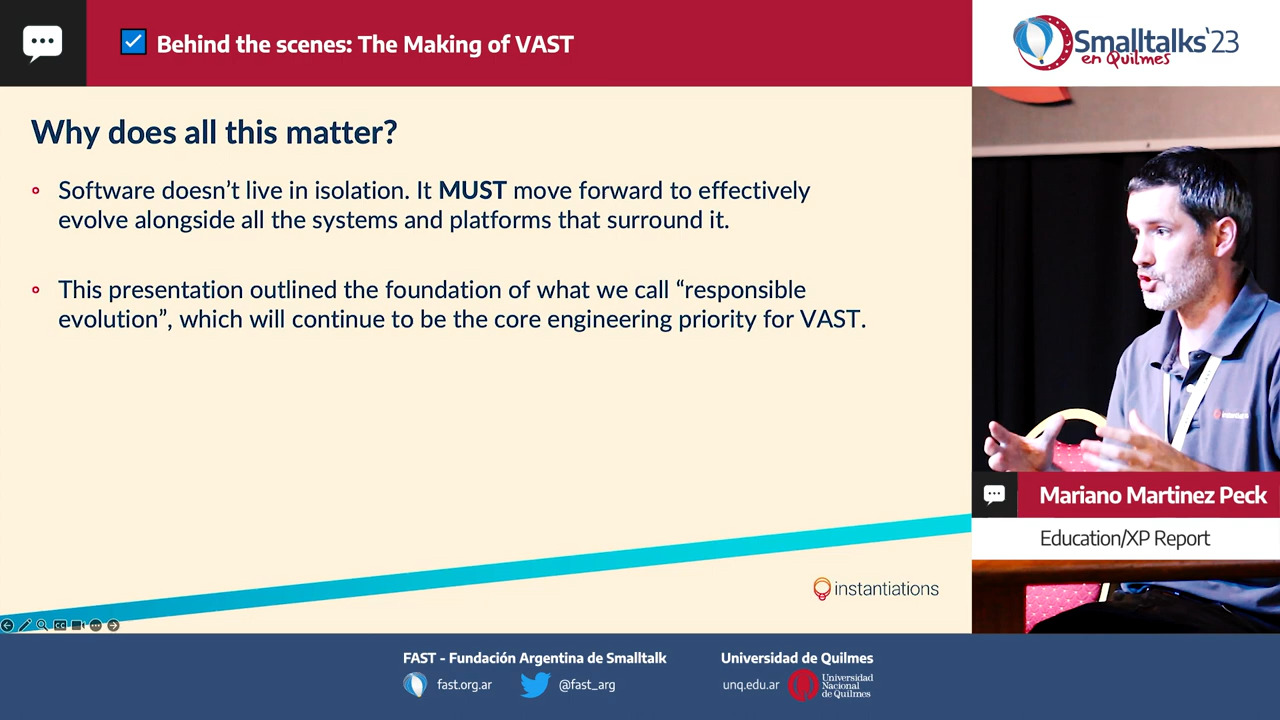 Behind the scenes: The Making of VAST
Smalltalks'23
en Quilmes
Why does all this matter?
Software doesn't live in isolation. It MUST move forward to effectively
evolve alongside all the systems and platforms that surround it.
This presentation outlined the foundation of what we call “responsible
evolution”, which will continue to be the core engineering priority for VAST.
instantiations
CC
Mariano Martinez Peck
Education/XP Report
FAST - Fundación Argentina de Smalltalk
fast.org.ar
@fast_arg
Universidad de Quilmes
unq.edu.ar
Universidad
Nacional
de Quilmes